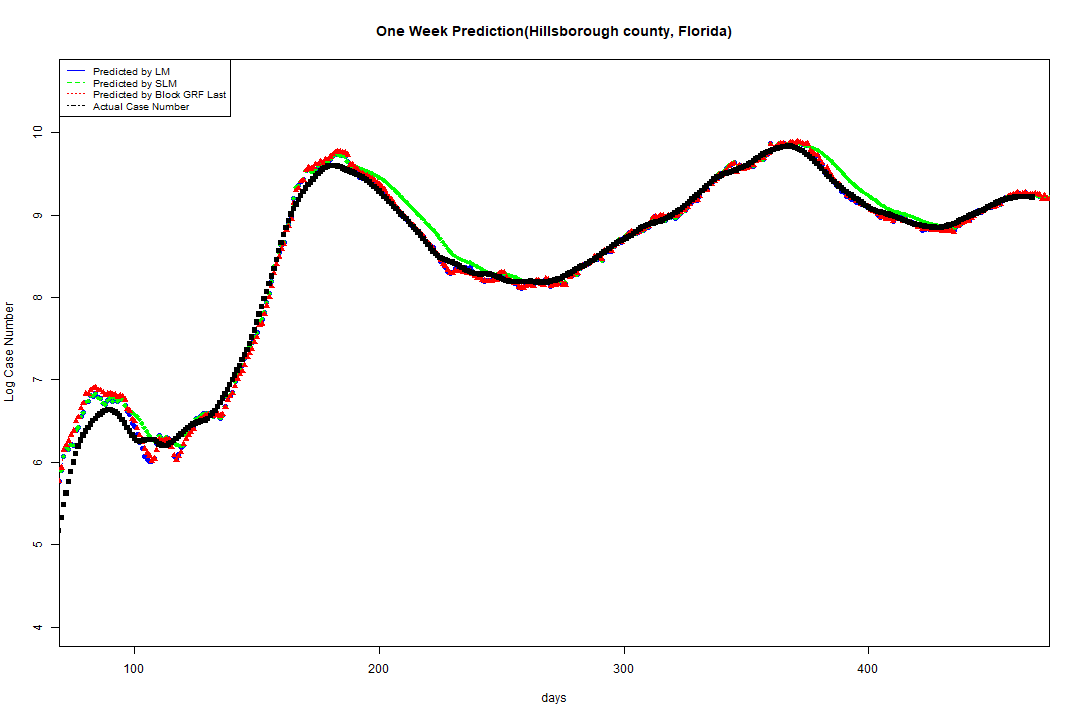 One Week Prediction(Hillsborough county, Florida)
Predicted by LM
Predicted by SLM
Predicted by Block GRF Last
Actual Case Number
Log Case Number
10
9
8
7
6
5
4
100 200 300 400
days